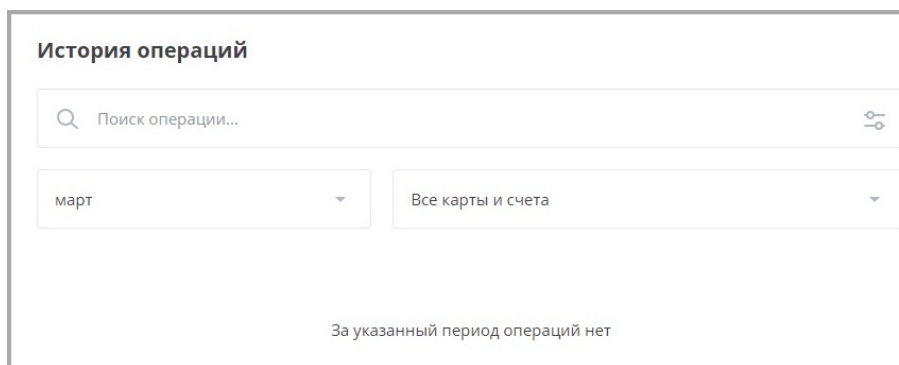 История операций
Поиск операции...
март
Все карты и счета
За указанный период операций нет